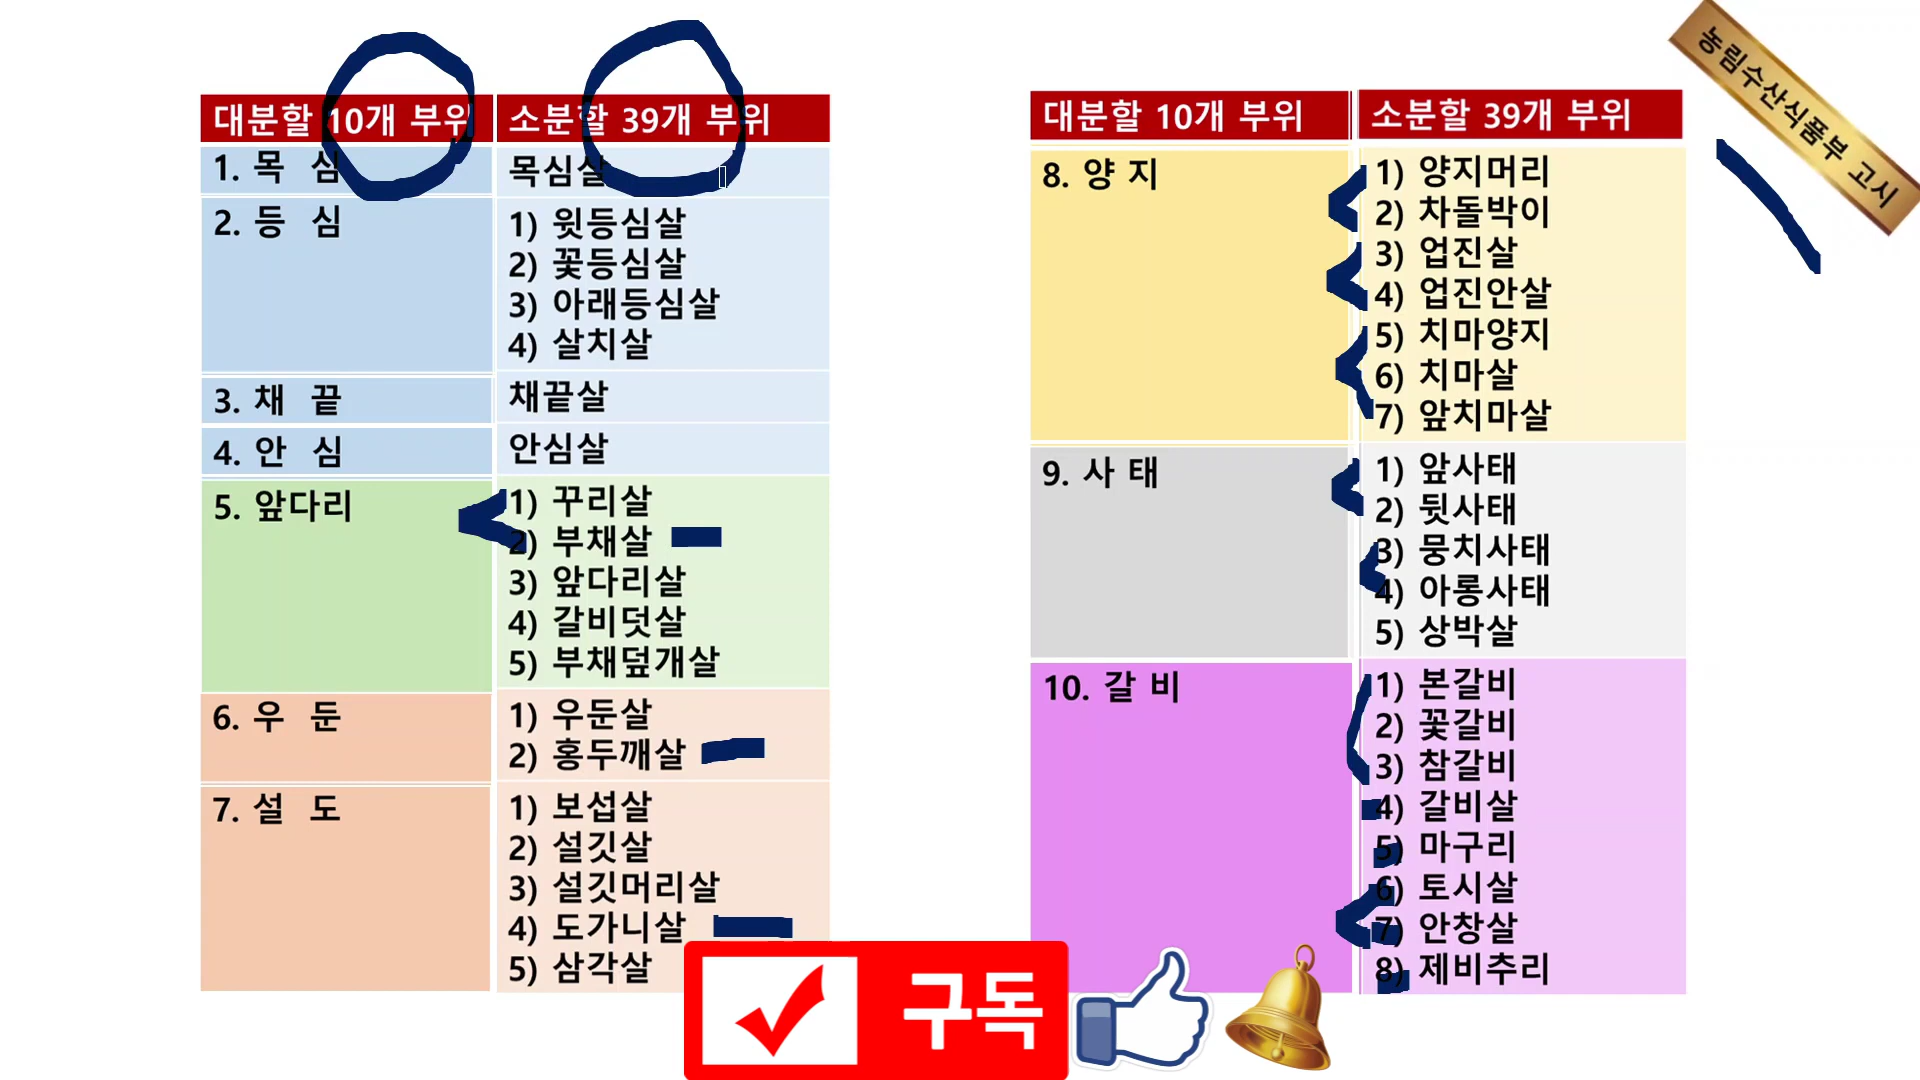 대분할 10개 부위
소분할 39개 부위
1. 목 심
목심살
2. 등 심
1) 윗등심살
2) 꽃등심살
3) 아래등심살
4) 살치살
3. 채 끝
채끝살
4. 안 심
안심살
5. 앞다리
1) 꾸리살
2) 부채살
3) 앞다리살
4) 갈비덧살
5) 부채덮개살
6. 우 둔
1) 우둔살
2) 홍두깨살
7. 설 도
1) 보섭살
2) 설깃살
3) 설깃머리살
4) 도가니살
5) 삼각살
대분할 10개 부위
소분할 39개 부위
8. 양 지
1) 양지머리
2) 차돌박이
3) 업진살
4) 업진안살
5) 치마양지
6) 치마살
7) 앞치마살
9. 사 태
1) 앞사태
2) 뒷사태
3) 뭉치사태
4) 아롱사태
5) 상박살
10. 갈 비
1) 본갈비
2) 꽃갈비
3) 참갈비
4) 갈비살
5) 마구리
6) 토시살
7) 안창살
8) 제비추리
농림수산식품부 고시
구독